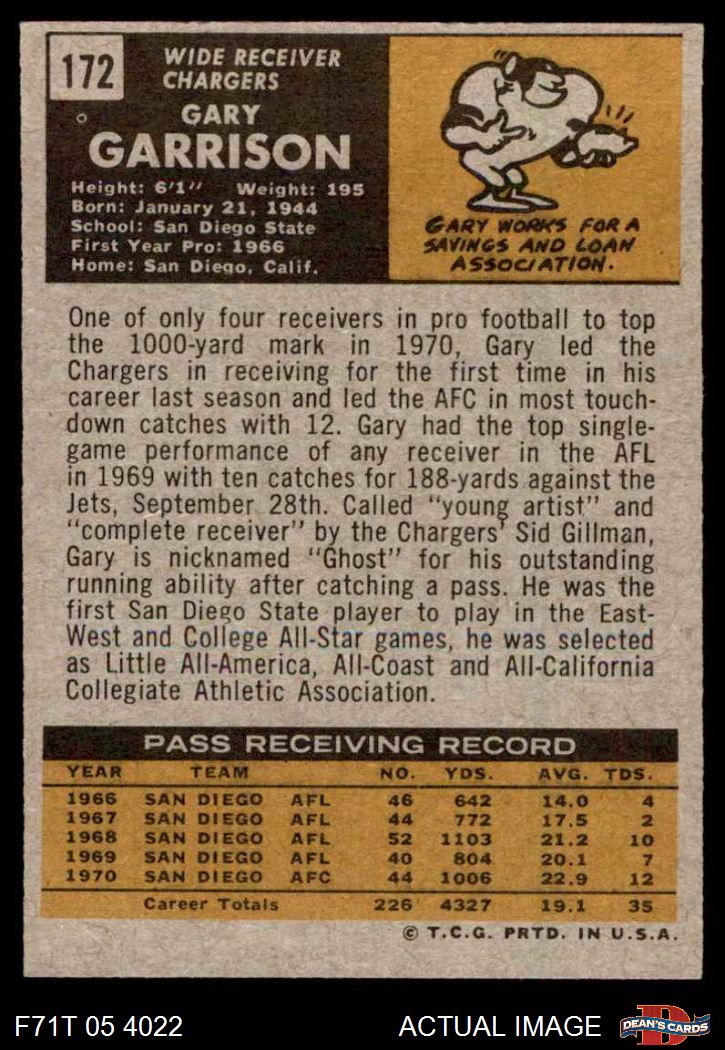 172
WIDE RECEIVER
CHARGERS
GARY
GARRISON
Height: 6'1" Weight: 195
Born: January 21, 1944
School: San Diego State
First Year Pro: 1966
Home: San Diego, Calif.
GARY WORKS FOR A
SAVINGS AND LOAN
ASSOCIATION.
One of only four receivers in pro football to top
the 1000-yard mark in 1970, Gary led the
Chargers in receiving for the first time in his
career last season and led the AFC in most touch-
down catches with 12. Gary had the top single-
game performance of any receiver in the AFL
in 1969 with ten catches for 188-yards against the
Jets, September 28th. Called "young artist" and
"complete receiver" by the Chargers' Sid Gillman,
Gary is nicknamed "Ghost" for his outstanding
running ability after catching a pass. He was the
first San Diego State player to play in the East-
West and College All-Star games, he was selected
as Little All-America, All-Coast and All-California
Collegiate Athletic Association.
PASS RECEIVING RECORD
YEAR TEAM NO. YDS. AVG. TDS.
1966 SAN DIEGO AFL 46 642 14.0 4
1967 SAN DIEGO AFL 44 772 17.5 2
1968 SAN DIEGO AFL 52 1103 21.2 10
1969 SAN DIEGO AFL 40 804 20.1 7
1970 SAN DIEGO AFC 44 1006 22.9 12
Career Totals 226 4327 19.1 35
© T.C.G. PRTD. IN U.S.A.
F71T 05 4022 ACTUAL IMAGE
D
DEAN'S CARDS